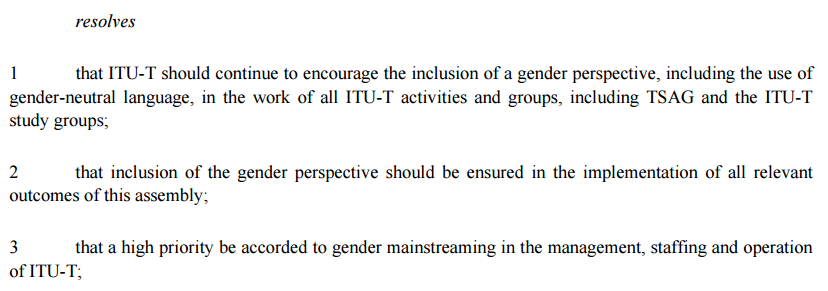 resolves
1 that ITU-T should continue to encourage the inclusion of a gender perspective, including the use of
gender-neutral language, in the work of all ITU-T activities and groups, including TSAG and the ITU-T
study groups;
2 that inclusion of the gender perspective should be ensured in the implementation of all relevant
outcomes of this assembly;
3 that a high priority be accorded to gender mainstreaming in the management, staffing and operation
of ITU-T;